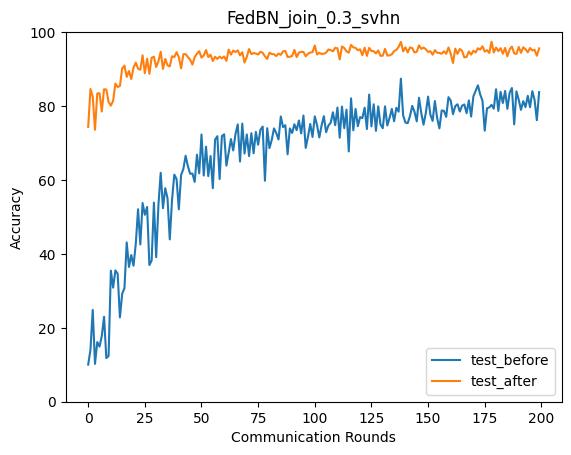 FedBN_join_0.3_svhn
100
80
60
40
20
0
Accuracy
0 25 50 75 100 125 150 175 200
Communication Rounds
test_before
test_after